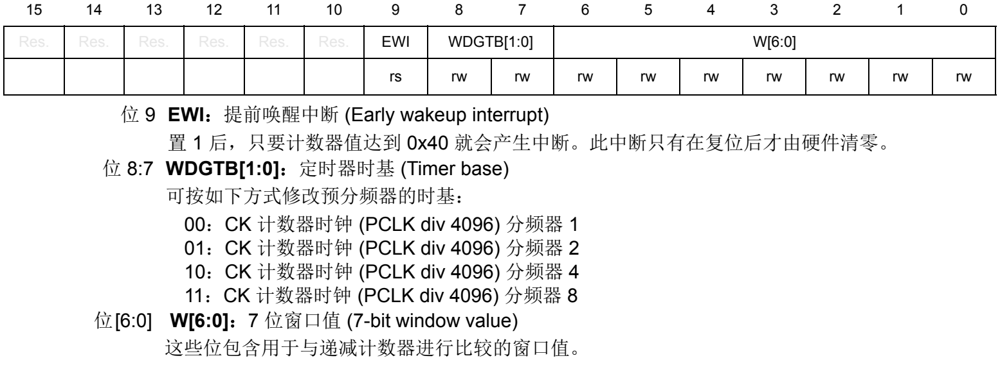 15 14 13 12 11 10 9 8 7 6 5 4 3 2 1 0
Res. Res. Res. Res. Res. Res. EWI WDGTB[1:0] W[6:0]
rs rw rw rw rw rw rw rw rw rw
位 9 EWI：提前唤醒中断 (Early wakeup interrupt)
置 1 后，只要计数器值达到 0x40 就会产生中断。此中断只有在复位后才由硬件清零。
位 8:7 WDGTB[1:0]：定时器时基 (Timer base)
可按如下方式修改预分频器的时基：
00：CK 计数器时钟 (PCLK div 4096) 分频器 1
01：CK 计数器时钟 (PCLK div 4096) 分频器 2
10：CK 计数器时钟 (PCLK div 4096) 分频器 4
11：CK 计数器时钟 (PCLK div 4096) 分频器 8
位[6:0] W[6:0]：7 位窗口值 (7-bit window value)
这些位包含用于与递减计数器进行比较的窗口值。